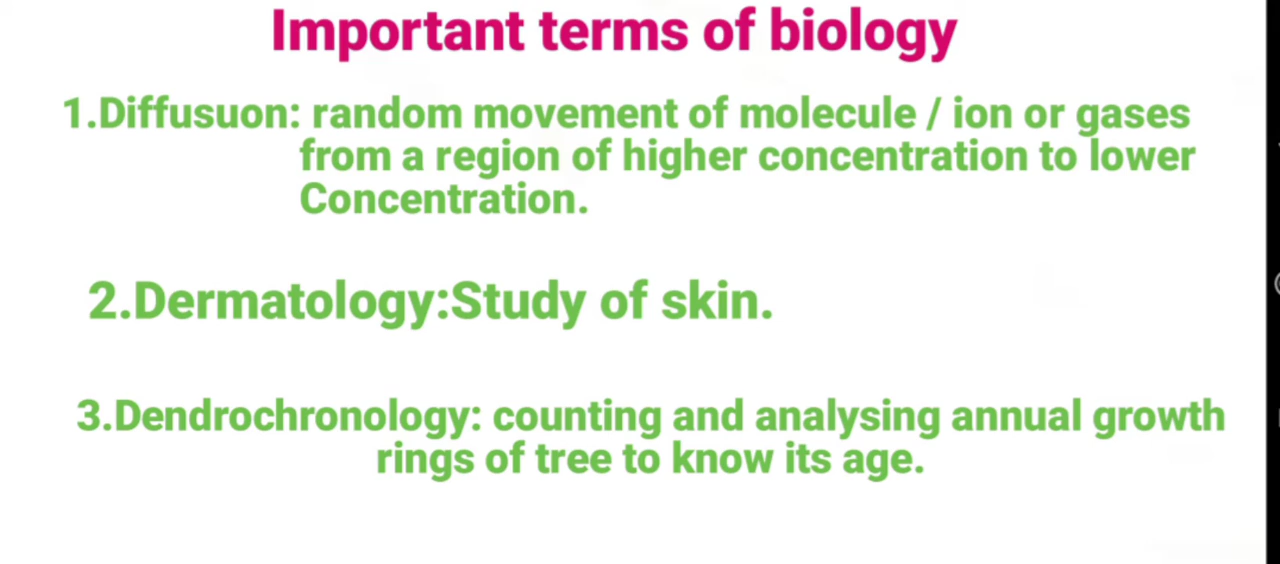 Important terms of biology
1.Diffusuon: random movement of molecule / ion or gases
from a region of higher concentration to lower
Concentration.
2.Dermatology:Study of skin.
3.Dendrochronology: counting and analysing annual growth
rings of tree to know its age.